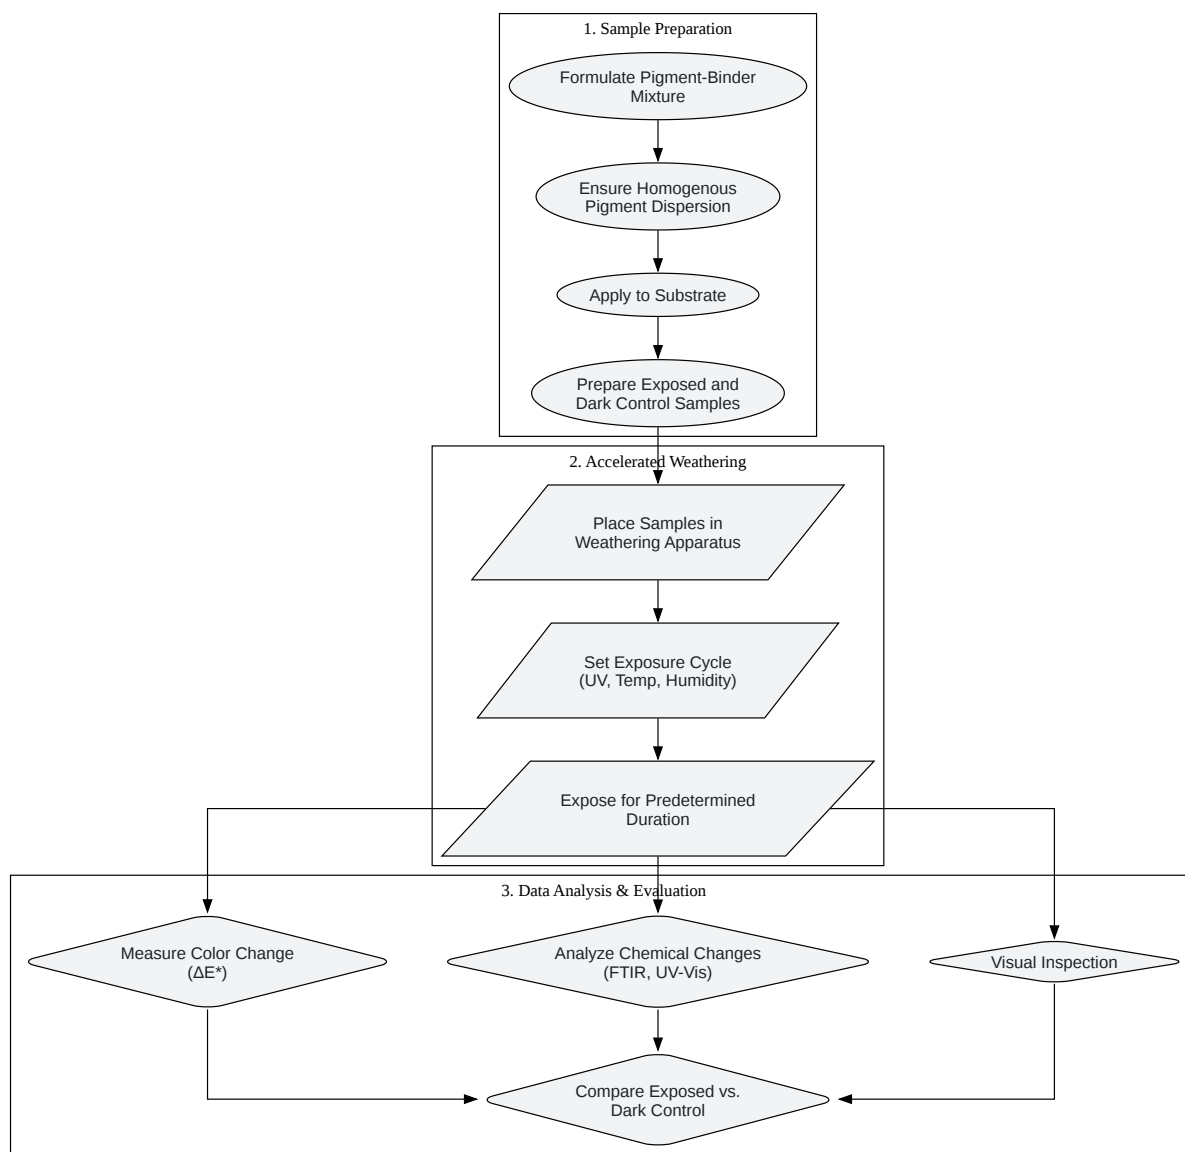 1. Sample Preparation
Formulate Pigment-Binder
Mixture
Ensure Homogenous
Pigment Dispersion
Apply to Substrate
Prepare Exposed and
Dark Control Samples
2. Accelerated Weathering
Place Samples in
Weathering Apparatus
Set Exposure Cycle
(UV, Temp, Humidity)
Expose for Predetermined
Duration
3. Data Analysis & Evaluation
Measure Color Change
(ΔE*)
Analyze Chemical Changes
(FTIR, UV-Vis)
Visual Inspection
Compare Exposed vs.
Dark Control